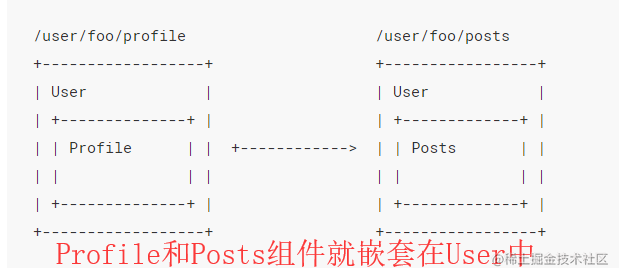 /user/foo/profile                     /user/foo/posts
+------------------+                  +-----------------+
| User             |                  | User            |
| +--------------+ |                  | +-------------+ |
| | Profile      | |  +------------>  | | Posts       | |
| |              | |                  | |             | |
| +--------------+ |                  | +-------------+ |
+------------------+                  +-----------------+
Profile和Posts组件就嵌套在User中
@稀土掘金技术社区